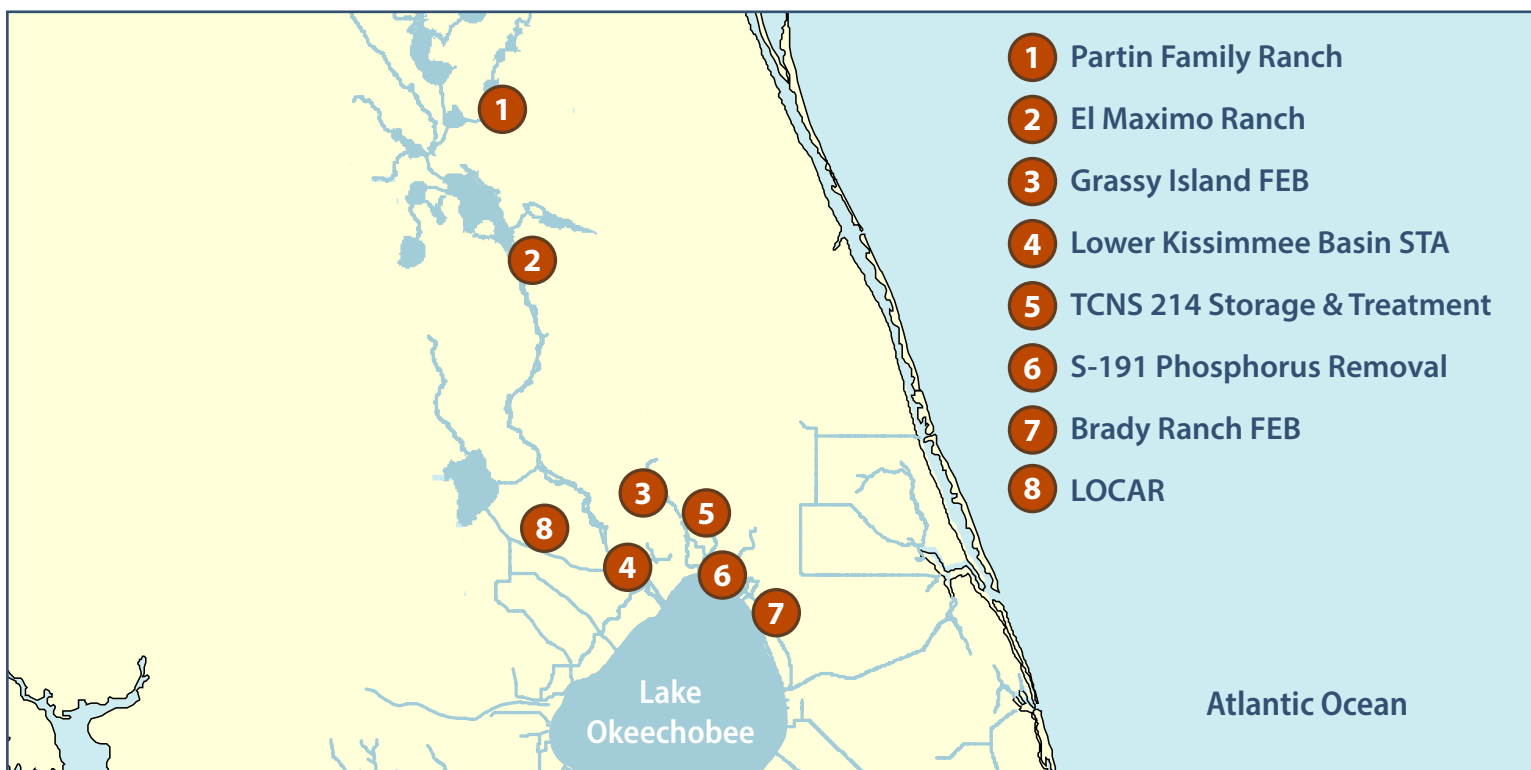 1 Partin Family Ranch
2 El Maximo Ranch
3 Grassy Island FEB
4 Lower Kissimmee Basin STA
5 TCNS 214 Storage & Treatment
6 S-191 Phosphorus Removal
7 Brady Ranch FEB
8 LOCAR
1
2
3
5
8
4
6
7
Lake
Okeechobee
Atlantic Ocean